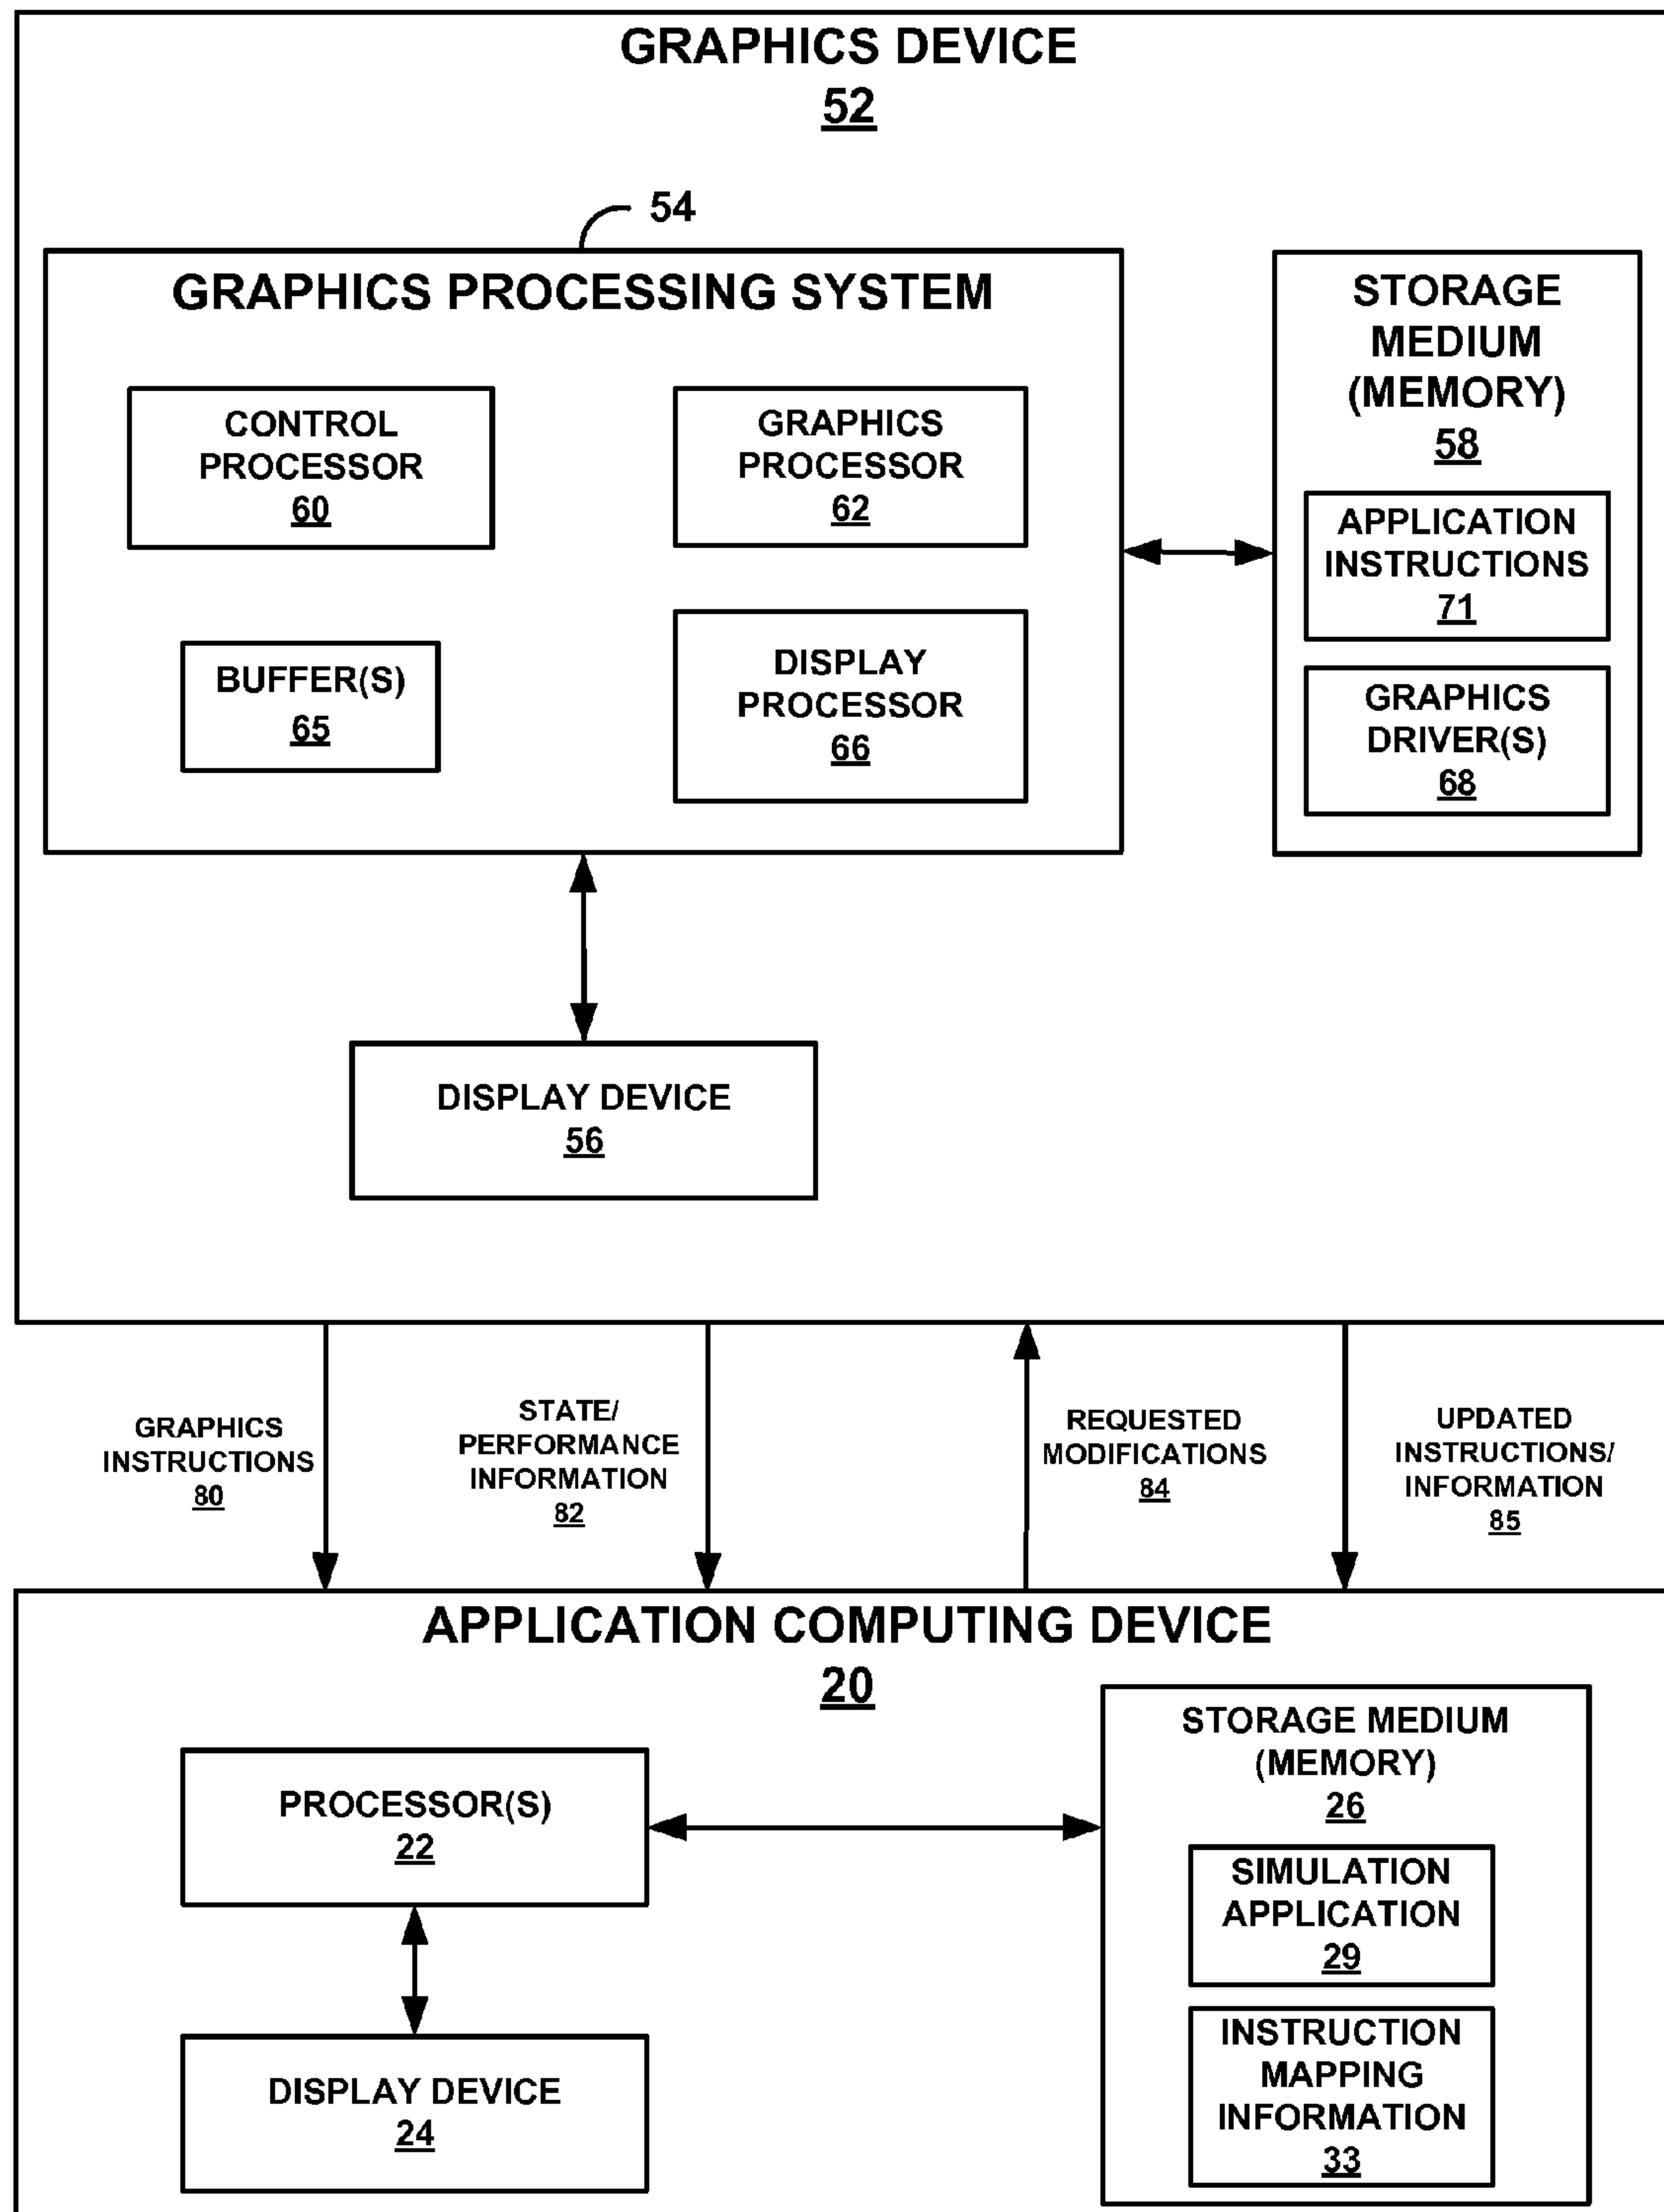 GRAPHICS DEVICE
52
54
GRAPHICS PROCESSING SYSTEM
CONTROL
PROCESSOR
60
GRAPHICS
PROCESSOR
62
BUFFER(S)
65
DISPLAY
PROCESSOR
66
STORAGE
MEDIUM
(MEMORY)
58
APPLICATION
INSTRUCTIONS
71
GRAPHICS
DRIVER(S)
68
DISPLAY DEVICE
56
GRAPHICS
INSTRUCTIONS
80
STATE/
PERFORMANCE
INFORMATION
82
REQUESTED
MODIFICATIONS
84
UPDATED
INSTRUCTIONS/
INFORMATION
85
APPLICATION COMPUTING DEVICE
20
PROCESSOR(S)
22
DISPLAY DEVICE
24
STORAGE MEDIUM
(MEMORY)
26
SIMULATION
APPLICATION
29
INSTRUCTION
MAPPING
INFORMATION
33